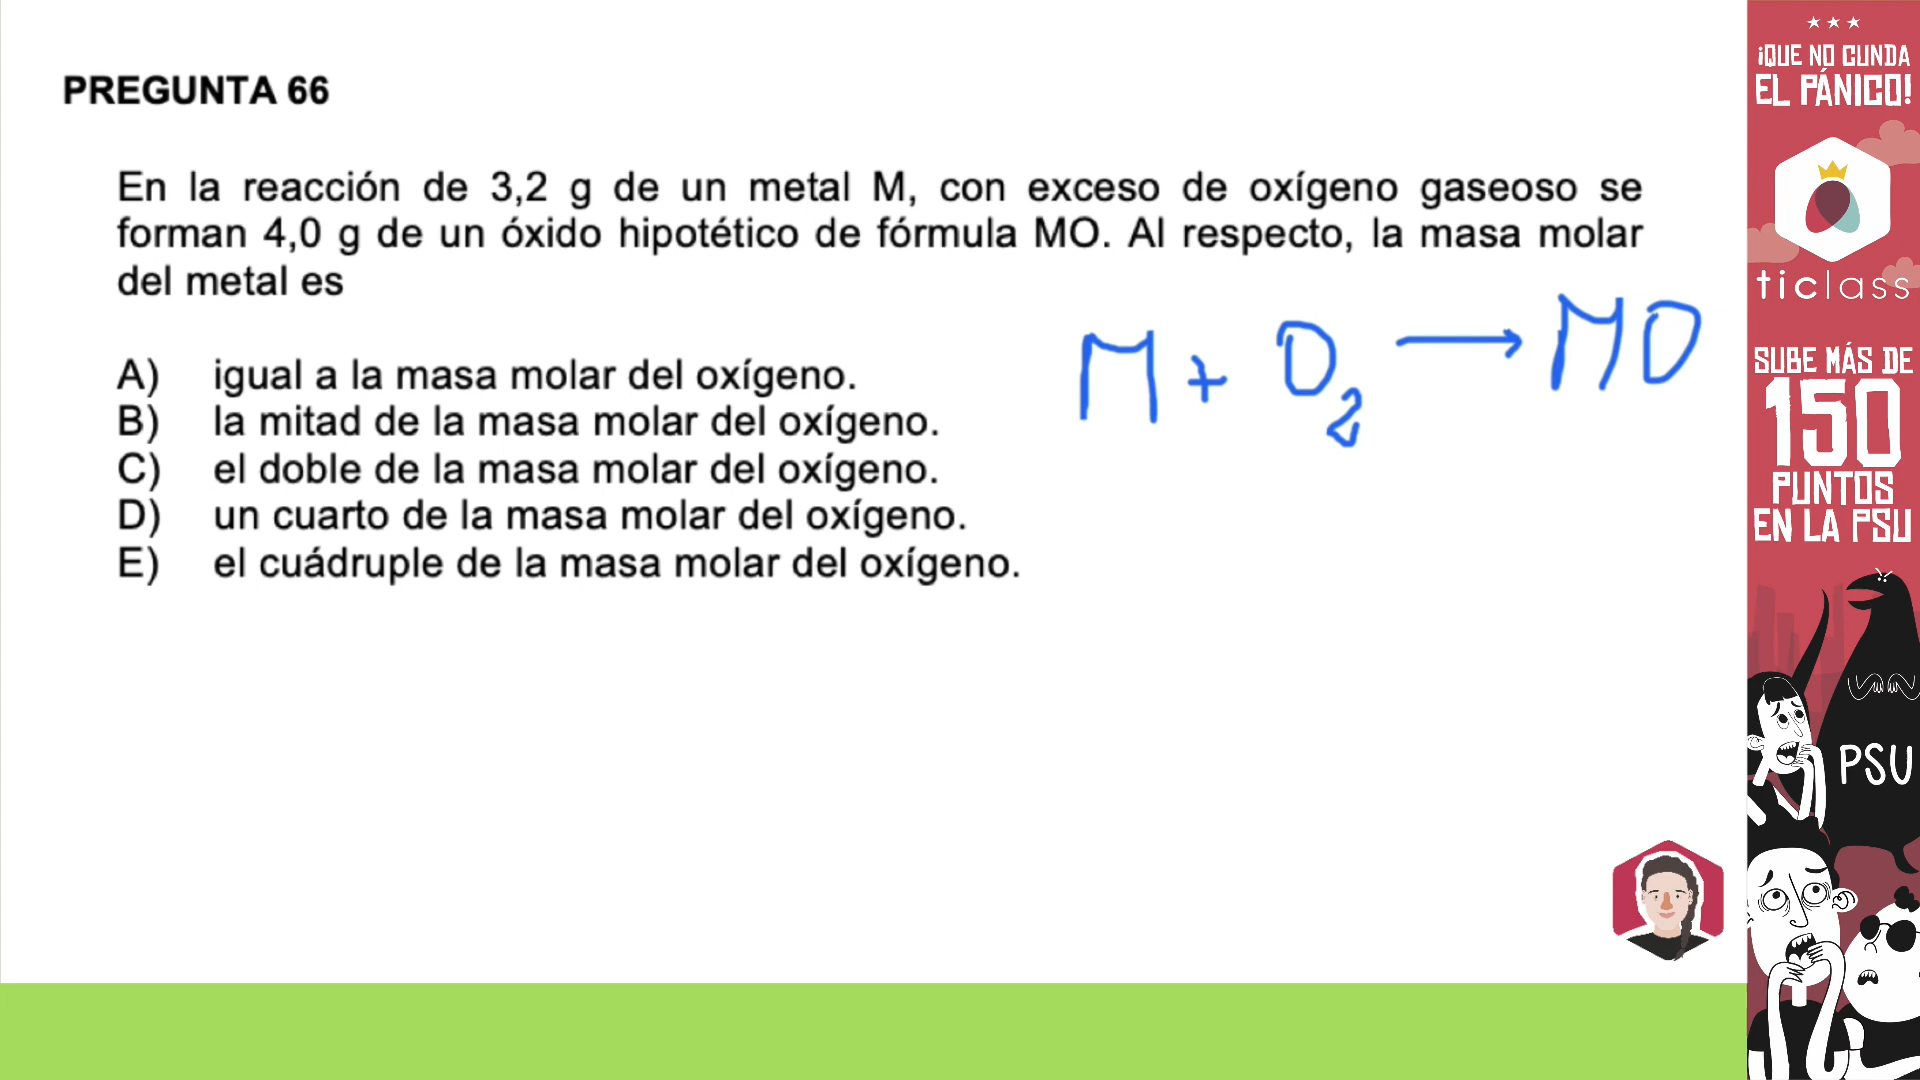 PREGUNTA 66
En la reacción de 3,2 g de un metal M, con exceso de oxígeno gaseoso se
forman 4,0 g de un óxido hipotético de fórmula MO. Al respecto, la masa molar
del metal es
A) igual a la masa molar del oxígeno.
B) la mitad de la masa molar del oxígeno.
C) el doble de la masa molar del oxígeno.
D) un cuarto de la masa molar del oxígeno.
E) el cuádruple de la masa molar del oxígeno.
M + O₂ → MO
¡QUE NO CUNDA
EL PÁNICO!
ticlass
SUBE MÁS DE
150
PUNTOS
EN LA PSU
PSU